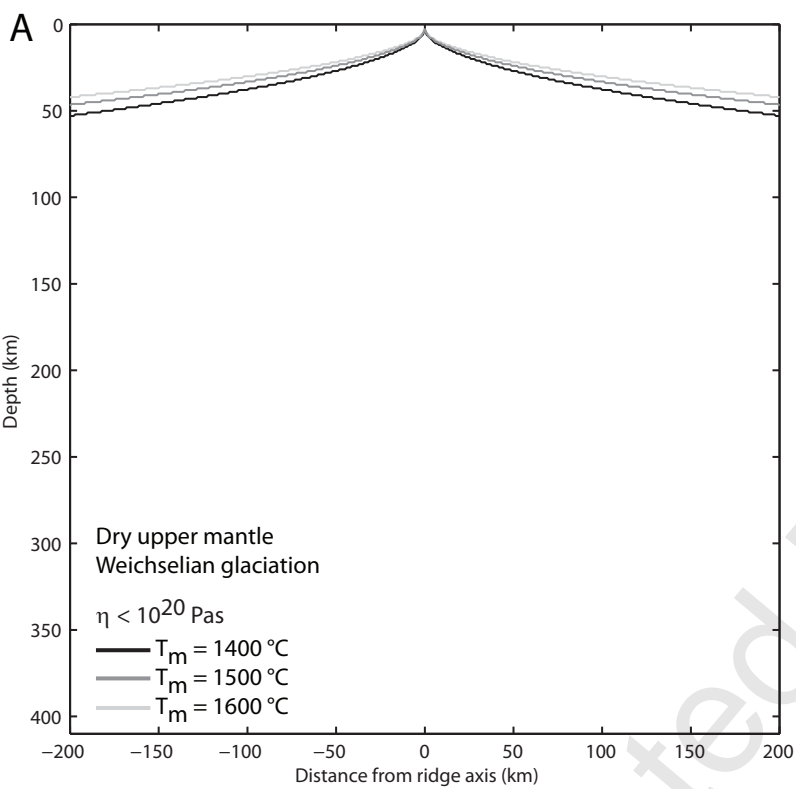 A
0
50
100
150
200
250
300
350
400
Depth (km)
Dry upper mantle
Weichselian glaciation
η < 10^20 Pas
T_m = 1400 °C
T_m = 1500 °C
T_m = 1600 °C
−200 −150 −100 −50 0 50 100 150 200
Distance from ridge axis (km)
ted